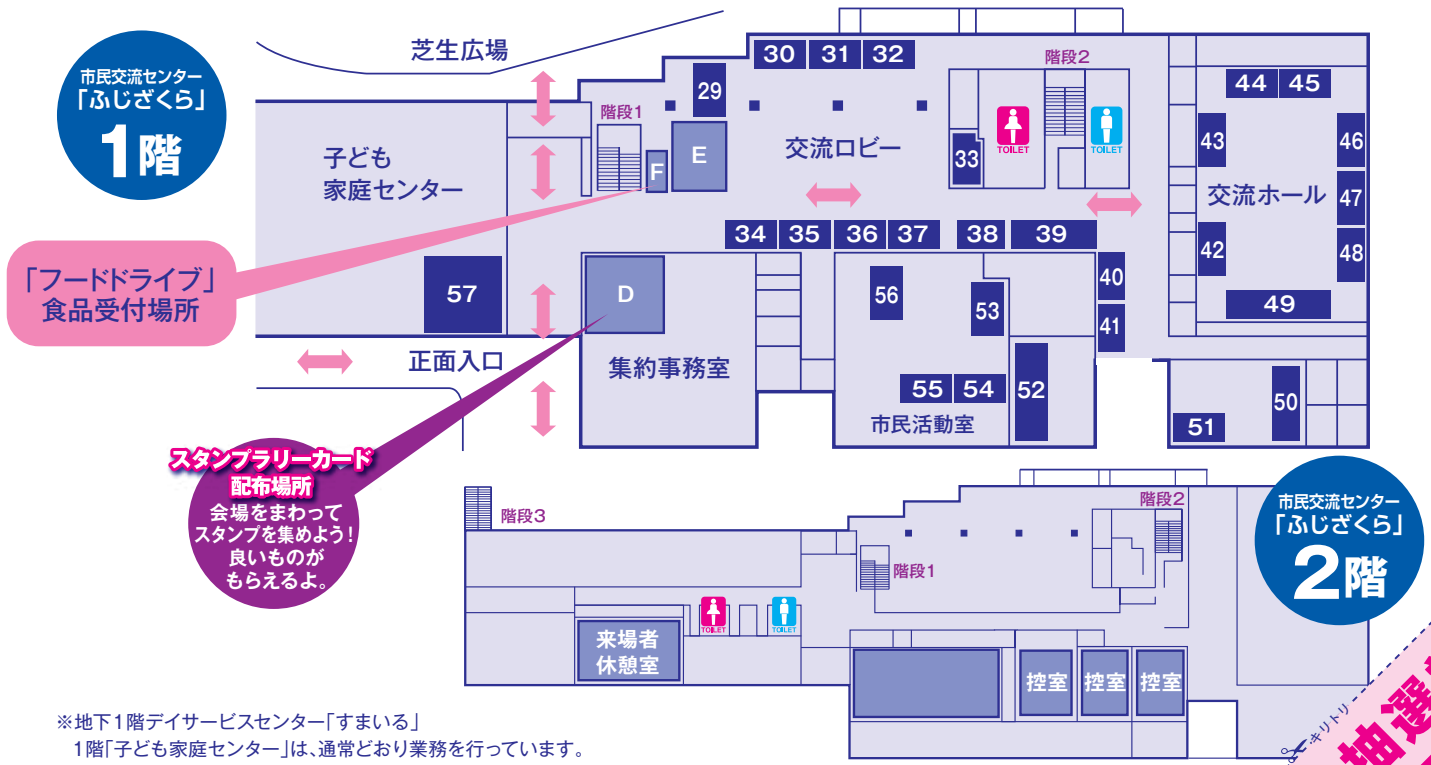 市民交流センター
「ふじざくら」
1階
芝生広場
子ども
家庭センター
階段1
29
30
31
32
階段2
TOILET
TOILET
33
F
E
交流ロビー
44
45
43
46
47
交流ホール
42
48
49
34
35
36
37
38
39
40
41
「フードドライブ」
食品受付場所
57
D
56
53
正面入口
集約事務室
55
54
52
市民活動室
51
50
スタンプラリーカード
配布場所
会場をまわって
スタンプを集めよう!
良いものが
もらえるよ。
市民交流センター
「ふじざくら」
2階
階段3
階段1
階段2
TOILET
TOILET
来場者
休憩室
控室
控室
控室
キリトリ
抽選
※地下1階デイサービスセンター「すまいる」
1階「子ども家庭センター」は、通常どおり業務を行っています。